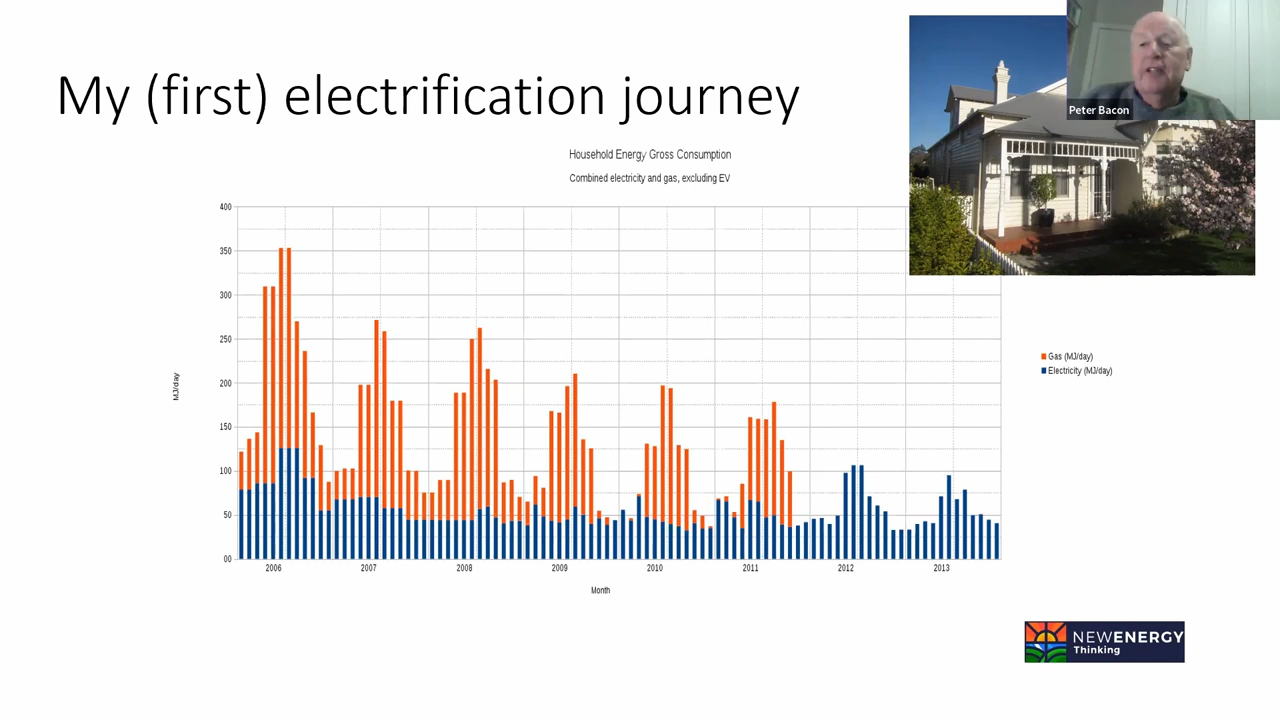 My (first) electrification journey
Peter Bacon
Household Energy Gross Consumption
Combined electricity and gas, excluding EV
400
350
300
250
200
150
100
50
00
MJ/day
2006 2007 2008 2009 2010 2011 2012 2013
Month
Gas (MJ/day)
Electricity (MJ/day)
NEWENERGY
Thinking